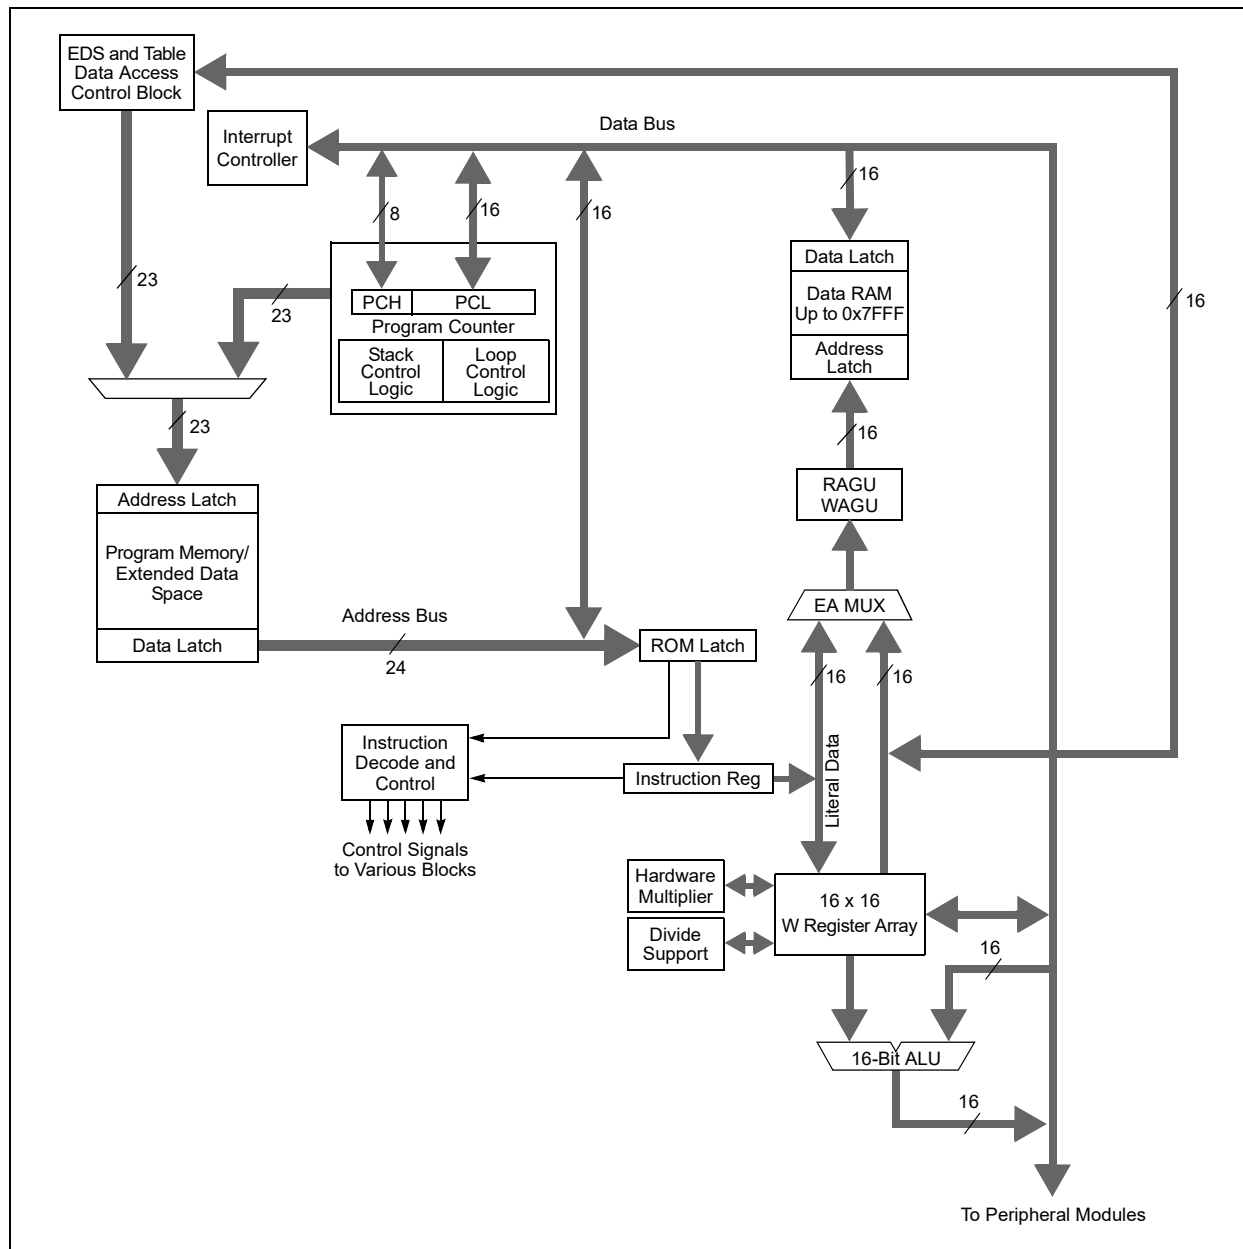 EDS and Table
Data Access
Control Block
Interrupt
Controller
Data Bus
16
8
16
16
23
23
16
PCH
PCL
Program Counter
Stack
Control
Logic
Loop
Control
Logic
Data Latch
Data RAM
Up to 0x7FFF
Address
Latch
23
16
RAGU
WAGU
Address Latch
Program Memory/
Extended Data
Space
Data Latch
EA MUX
Address Bus
24
ROM Latch
16
16
Instruction
Decode and
Control
Instruction Reg
Literal Data
Control Signals
to Various Blocks
Hardware
Multiplier
Divide
Support
16 x 16
W Register Array
16
16-Bit ALU
16
To Peripheral Modules